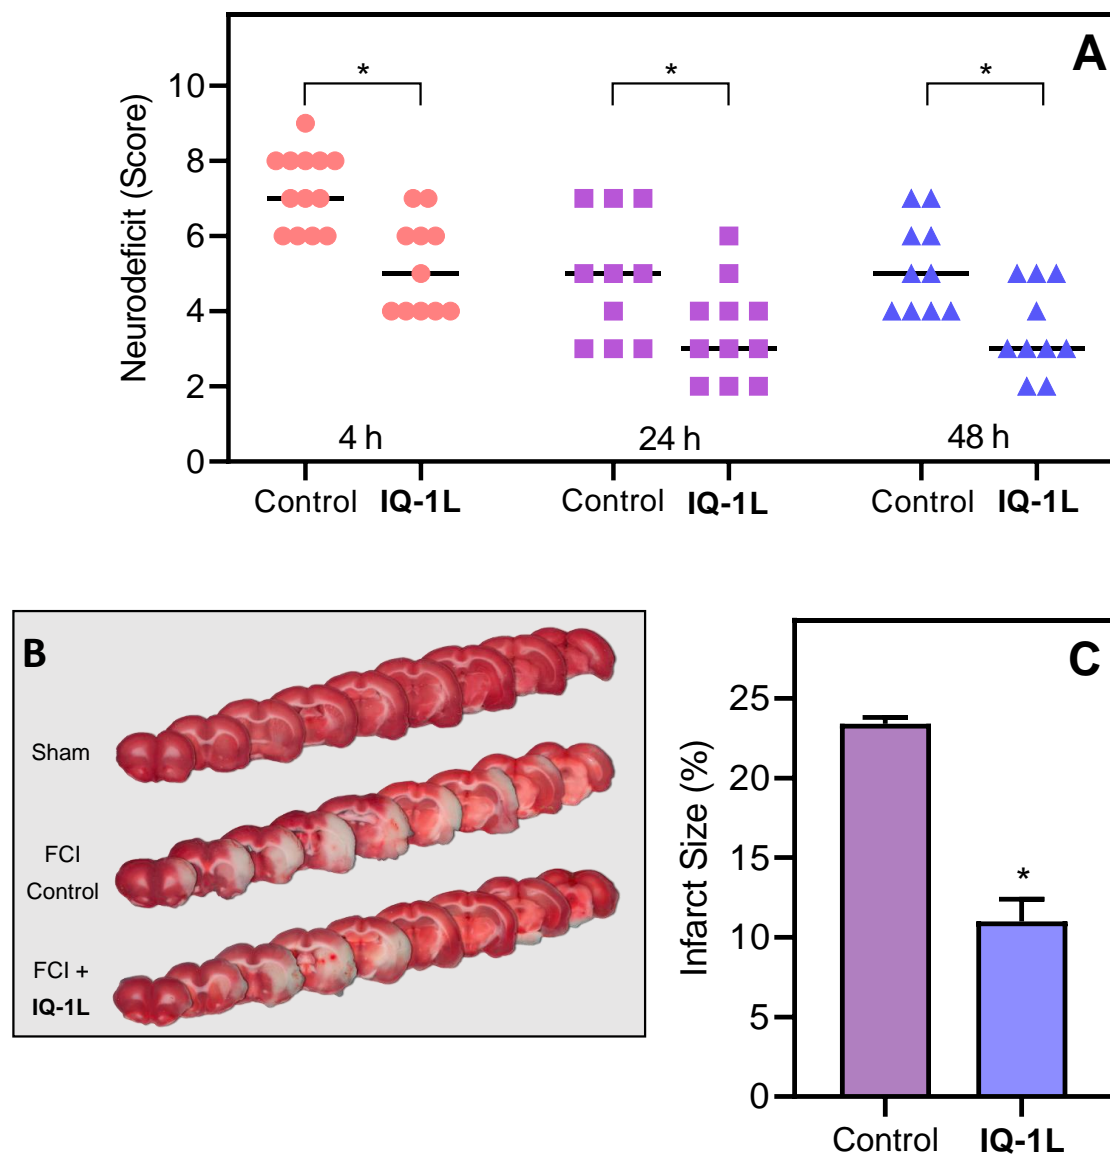 A
Neurodeficit (Score)
* * *
10
8
6
4
2
0
4 h 24 h 48 h
Control IQ-1L Control IQ-1L Control IQ-1L
B
Sham
FCI
Control
FCI +
IQ-1L
C
Infarct Size (%)
25
20
15
10
5
0
*
Control IQ-1L